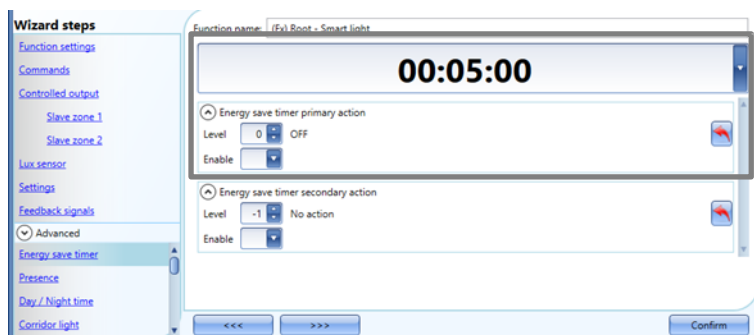 Wizard steps
Function settings
Commands
Controlled output
Slave zone 1
Slave zone 2
Lux sensor
Settings
Feedback signals
Advanced
Energy save timer
Presence
Day / Night time
Corridor light
Function name: (Fx) Root - Smart light
00:05:00
Energy save timer primary action
Level 0 OFF
Enable
Energy save timer secondary action
Level -1 No action
Enable
<<< >>> Confirm